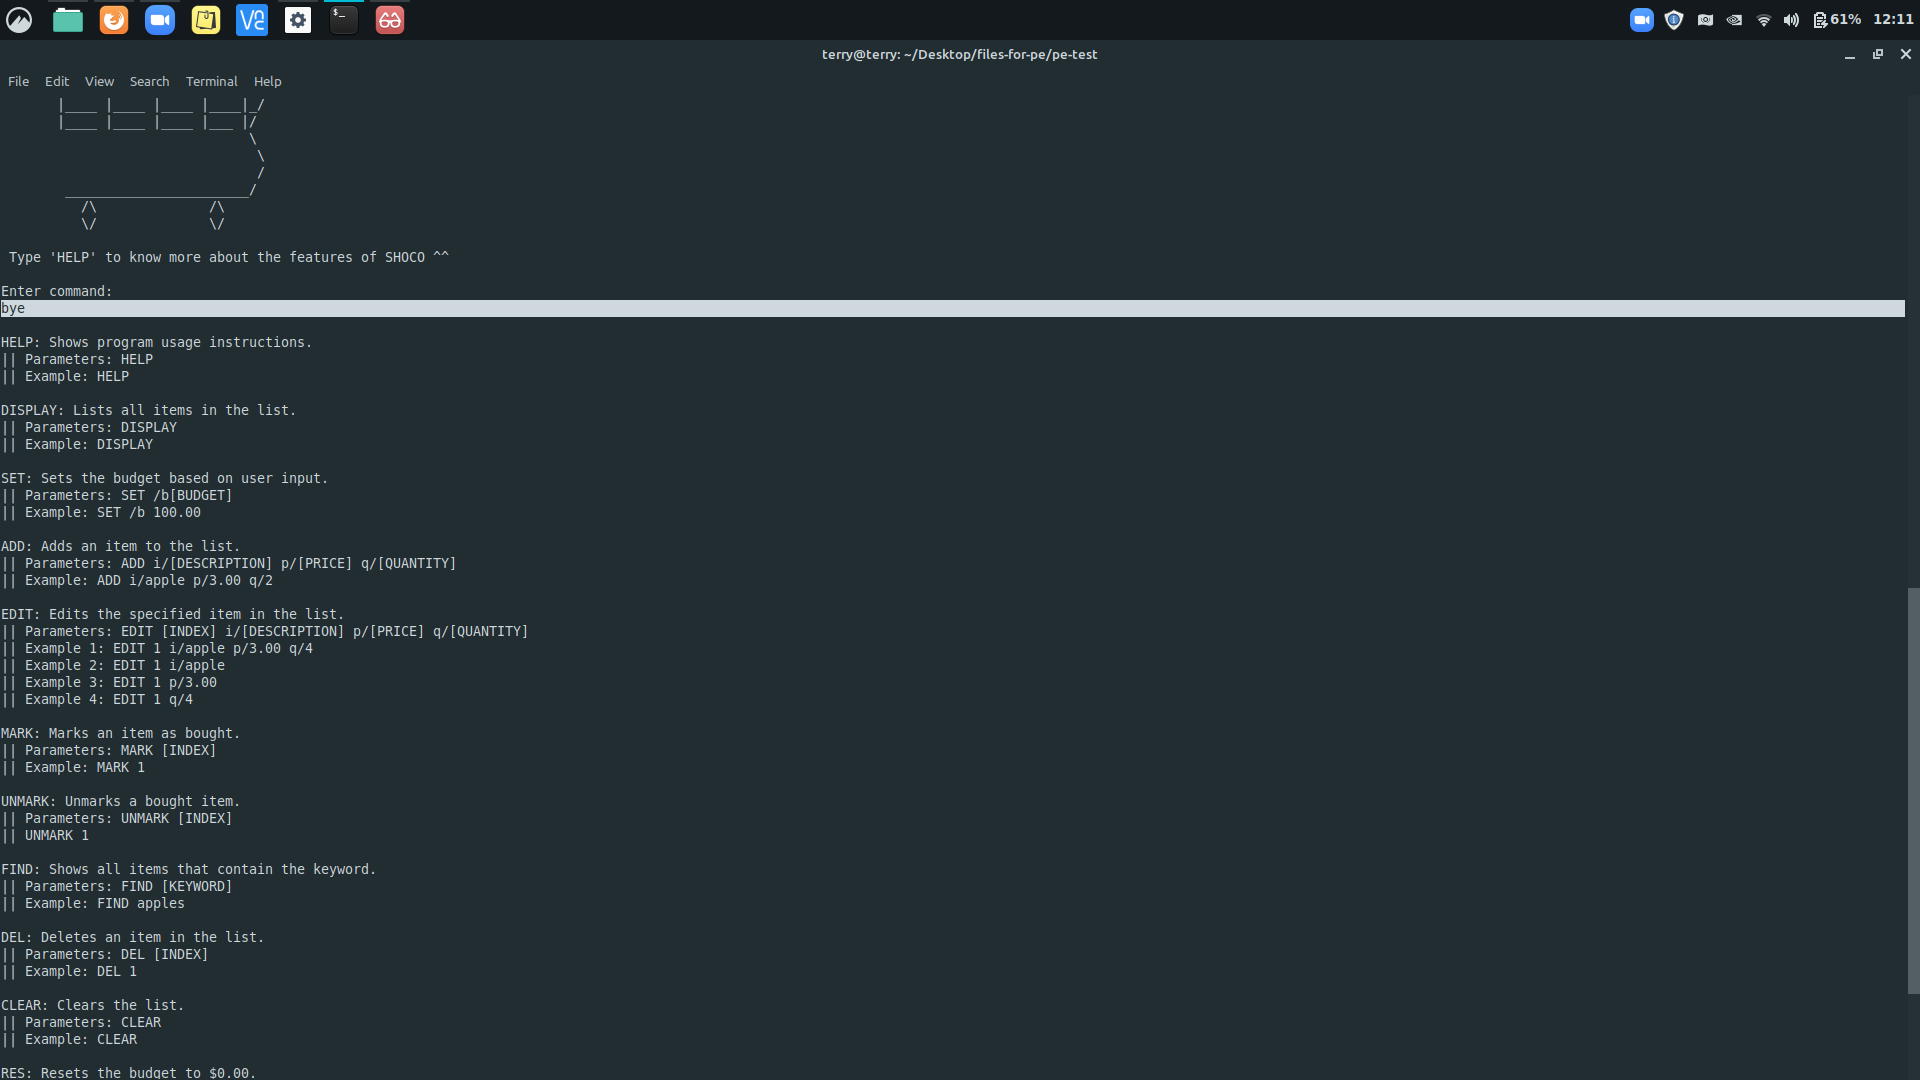 61% 12:11
terry@terry: ~/Desktop/files-for-pe/pe-test
File Edit View Search Terminal Help
|____ |____ |____ |____|_/
|____ |____ |____ |___ |/
\
\
/
_______________________/
/\ /\
\/ \/
Type 'HELP' to know more about the features of SHOCO ^^
Enter command:
bye
HELP: Shows program usage instructions.
|| Parameters: HELP
|| Example: HELP
DISPLAY: Lists all items in the list.
|| Parameters: DISPLAY
|| Example: DISPLAY
SET: Sets the budget based on user input.
|| Parameters: SET /b[BUDGET]
|| Example: SET /b 100.00
ADD: Adds an item to the list.
|| Parameters: ADD i/[DESCRIPTION] p/[PRICE] q/[QUANTITY]
|| Example: ADD i/apple p/3.00 q/2
EDIT: Edits the specified item in the list.
|| Parameters: EDIT [INDEX] i/[DESCRIPTION] p/[PRICE] q/[QUANTITY]
|| Example 1: EDIT 1 i/apple p/3.00 q/4
|| Example 2: EDIT 1 i/apple
|| Example 3: EDIT 1 p/3.00
|| Example 4: EDIT 1 q/4
MARK: Marks an item as bought.
|| Parameters: MARK [INDEX]
|| Example: MARK 1
UNMARK: Unmarks a bought item.
|| Parameters: UNMARK [INDEX]
|| UNMARK 1
FIND: Shows all items that contain the keyword.
|| Parameters: FIND [KEYWORD]
|| Example: FIND apples
DEL: Deletes an item in the list.
|| Parameters: DEL [INDEX]
|| Example: DEL 1
CLEAR: Clears the list.
|| Parameters: CLEAR
|| Example: CLEAR
RES: Resets the budget to $0.00.